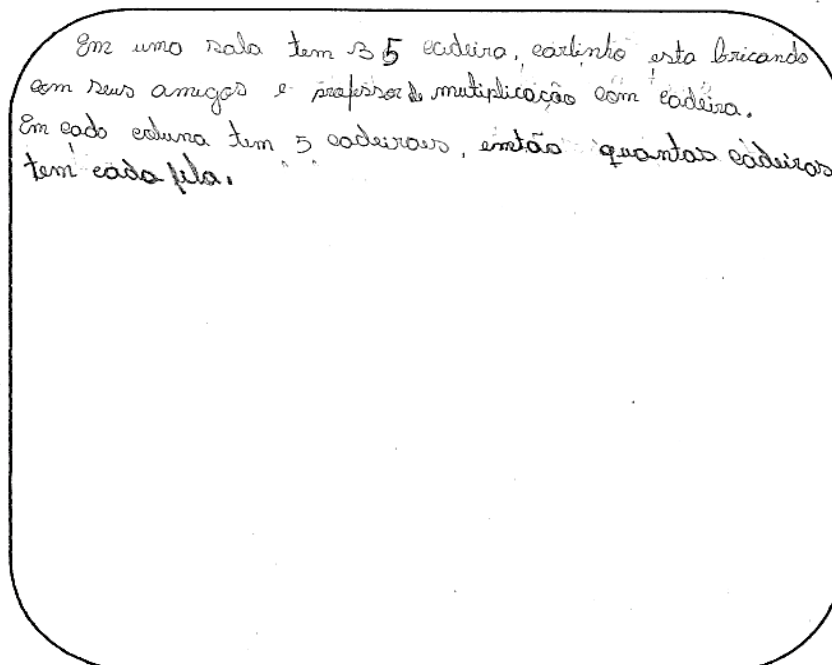 Em uma sala tem 35 cadeira, carlinho esta bricando
com seus amigos e professor de mutiplicação com cadeira.
Em cada coluna tem 5 cadeiras, emtão quantas cadeiras
tem cada fila.